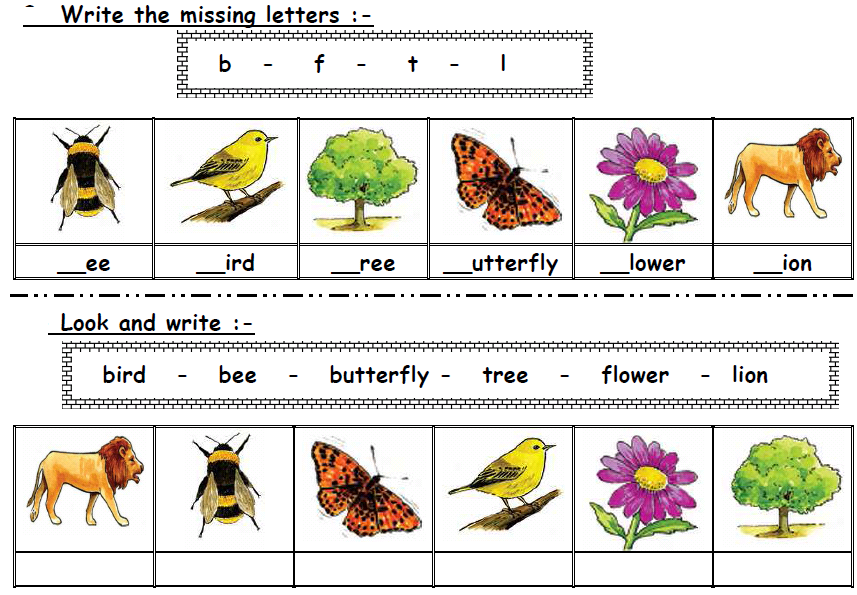 Write the missing letters :-
b - f - t - l
__ee __ird __ree __utterfly __lower __ion
Look and write :-
bird - bee - butterfly - tree - flower - lion